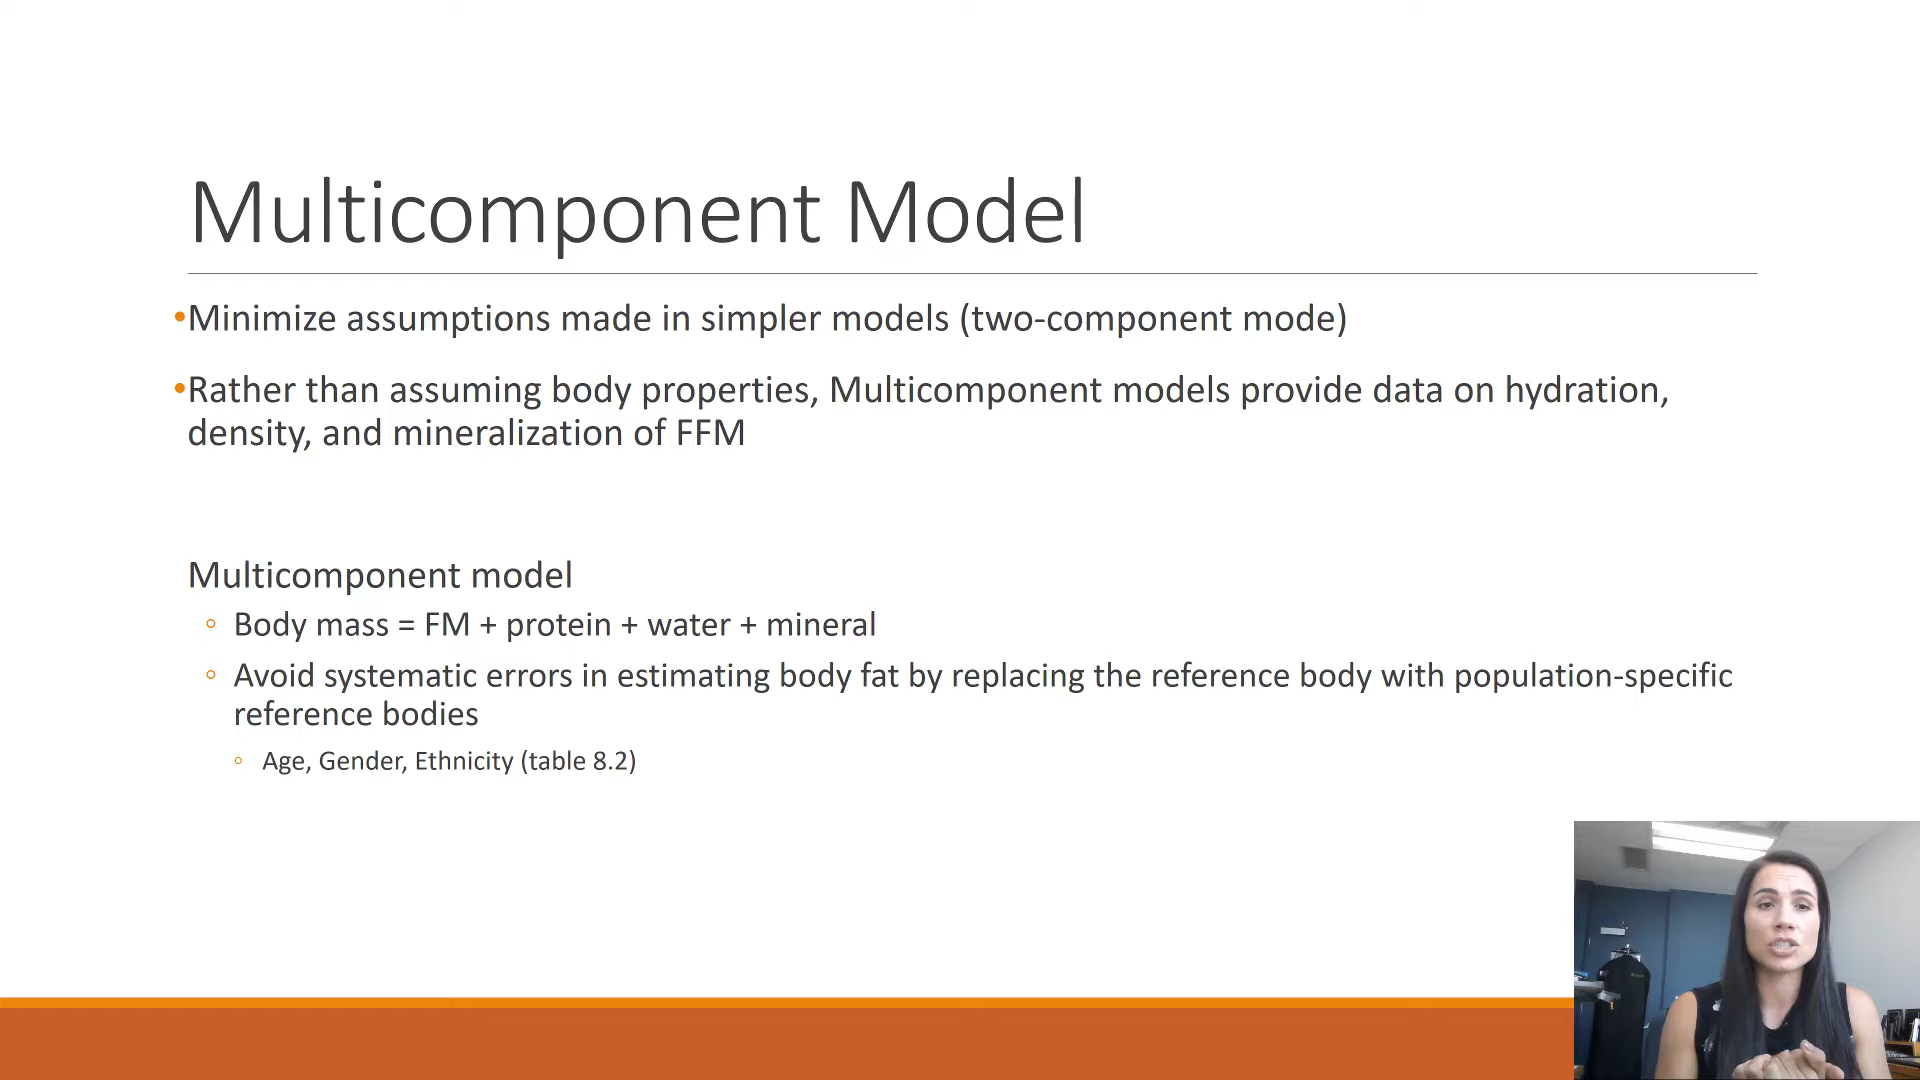 Multicomponent Model
•Minimize assumptions made in simpler models (two-component mode)
•Rather than assuming body properties, Multicomponent models provide data on hydration,
density, and mineralization of FFM
Multicomponent model
◦ Body mass = FM + protein + water + mineral
◦ Avoid systematic errors in estimating body fat by replacing the reference body with population-specific
reference bodies
◦ Age, Gender, Ethnicity (table 8.2)